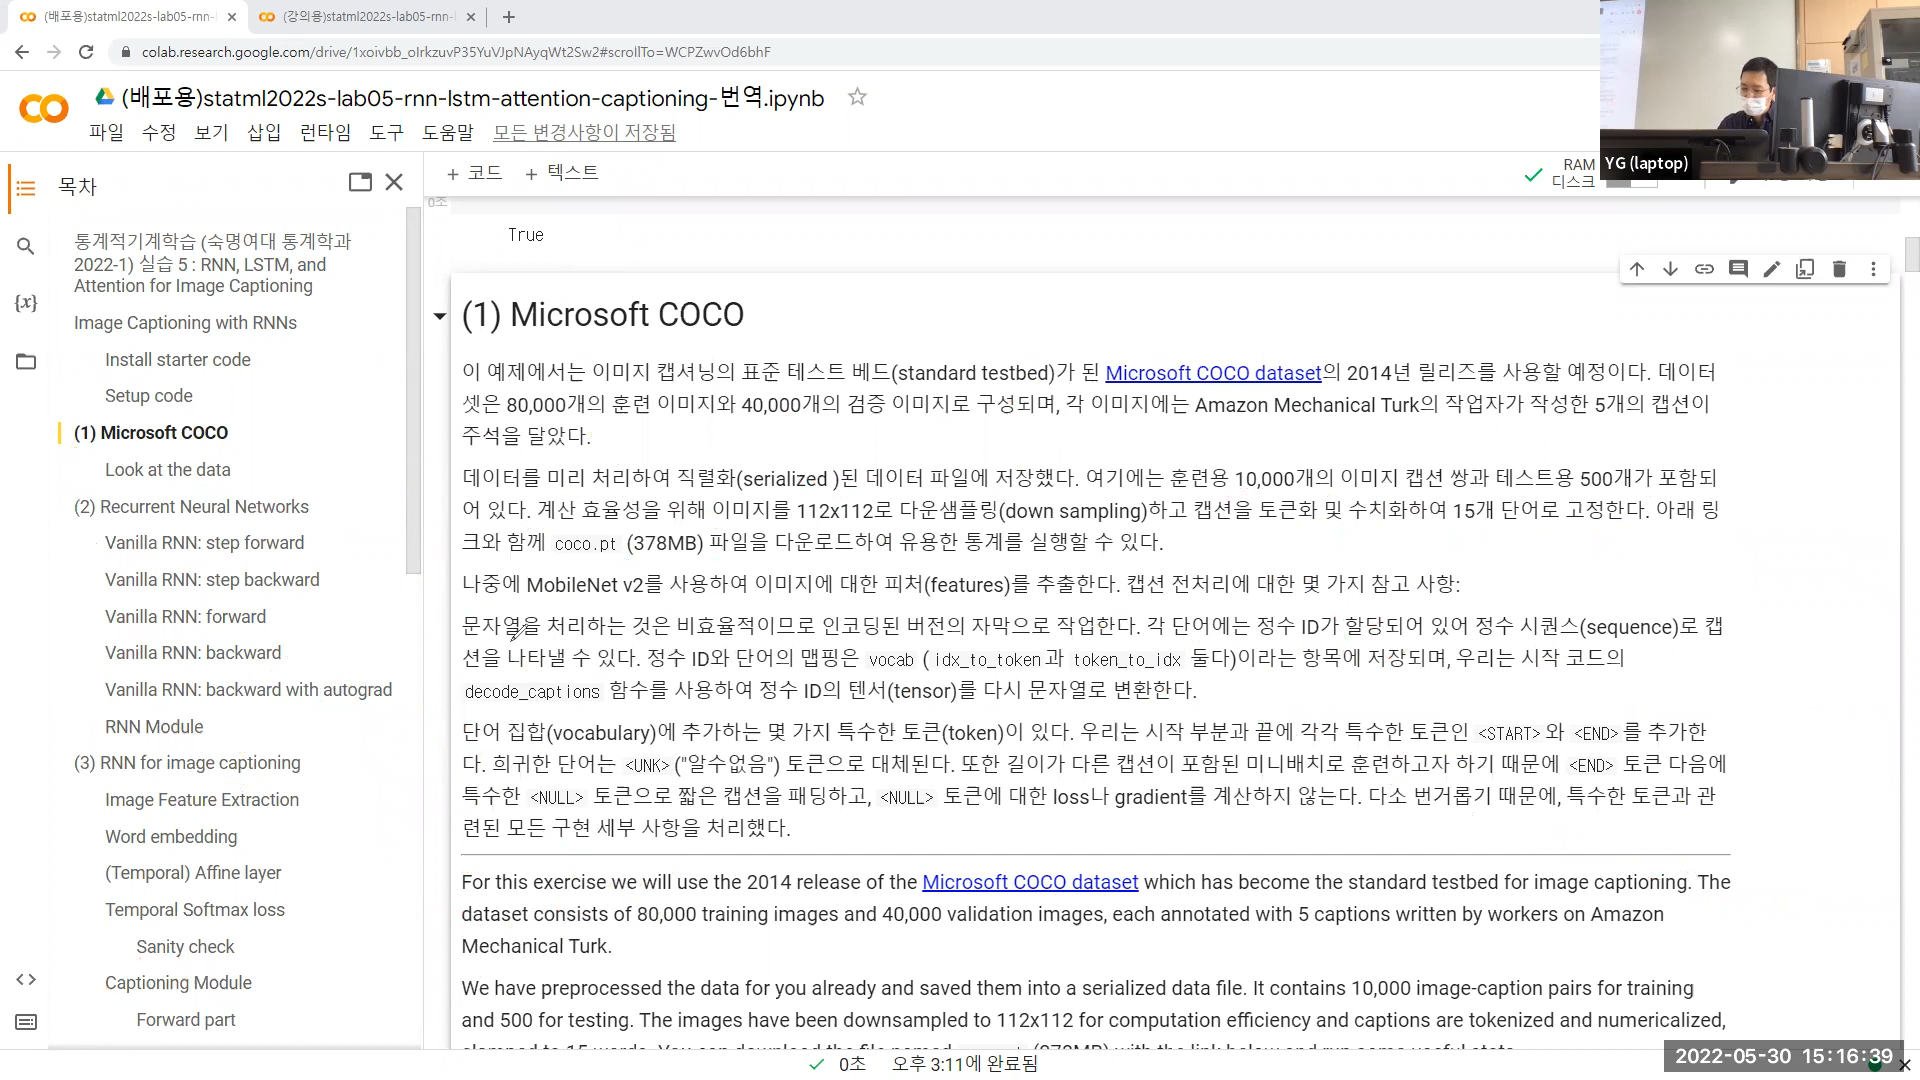 (배포용)statml2022s-lab05-rnn-l
(강의용)statml2022s-lab05-rnn-l
colab.research.google.com/drive/1xoivbb_oIrkzuvP35YuVJpNAyqWt2Sw2#scrollTo=WCPZwvOd6bhF
(배포용)statml2022s-lab05-rnn-lstm-attention-captioning-번역.ipynb
파일 수정 보기 삽입 런타임 도구 도움말 모든 변경사항이 저장됨
YG (laptop)
목차
+ 코드 + 텍스트
RAM
디스크
통계적기계학습 (숙명여대 통계학과
2022-1) 실습 5 : RNN, LSTM, and
Attention for Image Captioning
Image Captioning with RNNs
Install starter code
Setup code
(1) Microsoft COCO
Look at the data
(2) Recurrent Neural Networks
Vanilla RNN: step forward
Vanilla RNN: step backward
Vanilla RNN: forward
Vanilla RNN: backward
Vanilla RNN: backward with autograd
RNN Module
(3) RNN for image captioning
Image Feature Extraction
Word embedding
(Temporal) Affine layer
Temporal Softmax loss
Sanity check
Captioning Module
Forward part
0초
True
(1) Microsoft COCO
이 예제에서는 이미지 캡셔닝의 표준 테스트 베드(standard testbed)가 된 Microsoft COCO dataset의 2014년 릴리즈를 사용할 예정이다. 데이터
셋은 80,000개의 훈련 이미지와 40,000개의 검증 이미지로 구성되며, 각 이미지에는 Amazon Mechanical Turk의 작업자가 작성한 5개의 캡션이
주석을 달았다.
데이터를 미리 처리하여 직렬화(serialized )된 데이터 파일에 저장했다. 여기에는 훈련용 10,000개의 이미지 캡션 쌍과 테스트용 500개가 포함되
어 있다. 계산 효율성을 위해 이미지를 112x112로 다운샘플링(down sampling)하고 캡션을 토큰화 및 수치화하여 15개 단어로 고정한다. 아래 링
크와 함께 coco.pt (378MB) 파일을 다운로드하여 유용한 통계를 실행할 수 있다.
나중에 MobileNet v2를 사용하여 이미지에 대한 피처(features)를 추출한다. 캡션 전처리에 대한 몇 가지 참고 사항:
문자열을 처리하는 것은 비효율적이므로 인코딩된 버전의 자막으로 작업한다. 각 단어에는 정수 ID가 할당되어 있어 정수 시퀀스(sequence)로 캡
션을 나타낼 수 있다. 정수 ID와 단어의 맵핑은 vocab ( idx_to_token 과 token_to_idx 둘다)이라는 항목에 저장되며, 우리는 시작 코드의
decode_captions 함수를 사용하여 정수 ID의 텐서(tensor)를 다시 문자열로 변환한다.
단어 집합(vocabulary)에 추가하는 몇 가지 특수한 토큰(token)이 있다. 우리는 시작 부분과 끝에 각각 특수한 토큰인 <START> 와 <END> 를 추가한
다. 희귀한 단어는 <UNK> ("알수없음") 토큰으로 대체된다. 또한 길이가 다른 캡션이 포함된 미니배치로 훈련하고자 하기 때문에 <END> 토큰 다음에
특수한 <NULL> 토큰으로 짧은 캡션을 패딩하고, <NULL> 토큰에 대한 loss나 gradient를 계산하지 않는다. 다소 번거롭기 때문에, 특수한 토큰과 관
련된 모든 구현 세부 사항을 처리했다.
For this exercise we will use the 2014 release of the Microsoft COCO dataset which has become the standard testbed for image captioning. The
dataset consists of 80,000 training images and 40,000 validation images, each annotated with 5 captions written by workers on Amazon
Mechanical Turk.
We have preprocessed the data for you already and saved them into a serialized data file. It contains 10,000 image-caption pairs for training
and 500 for testing. The images have been downsampled to 112x112 for computation efficiency and captions are tokenized and numericalized,
0초 오후 3:11에 완료됨
2022-05-30 15:16:39